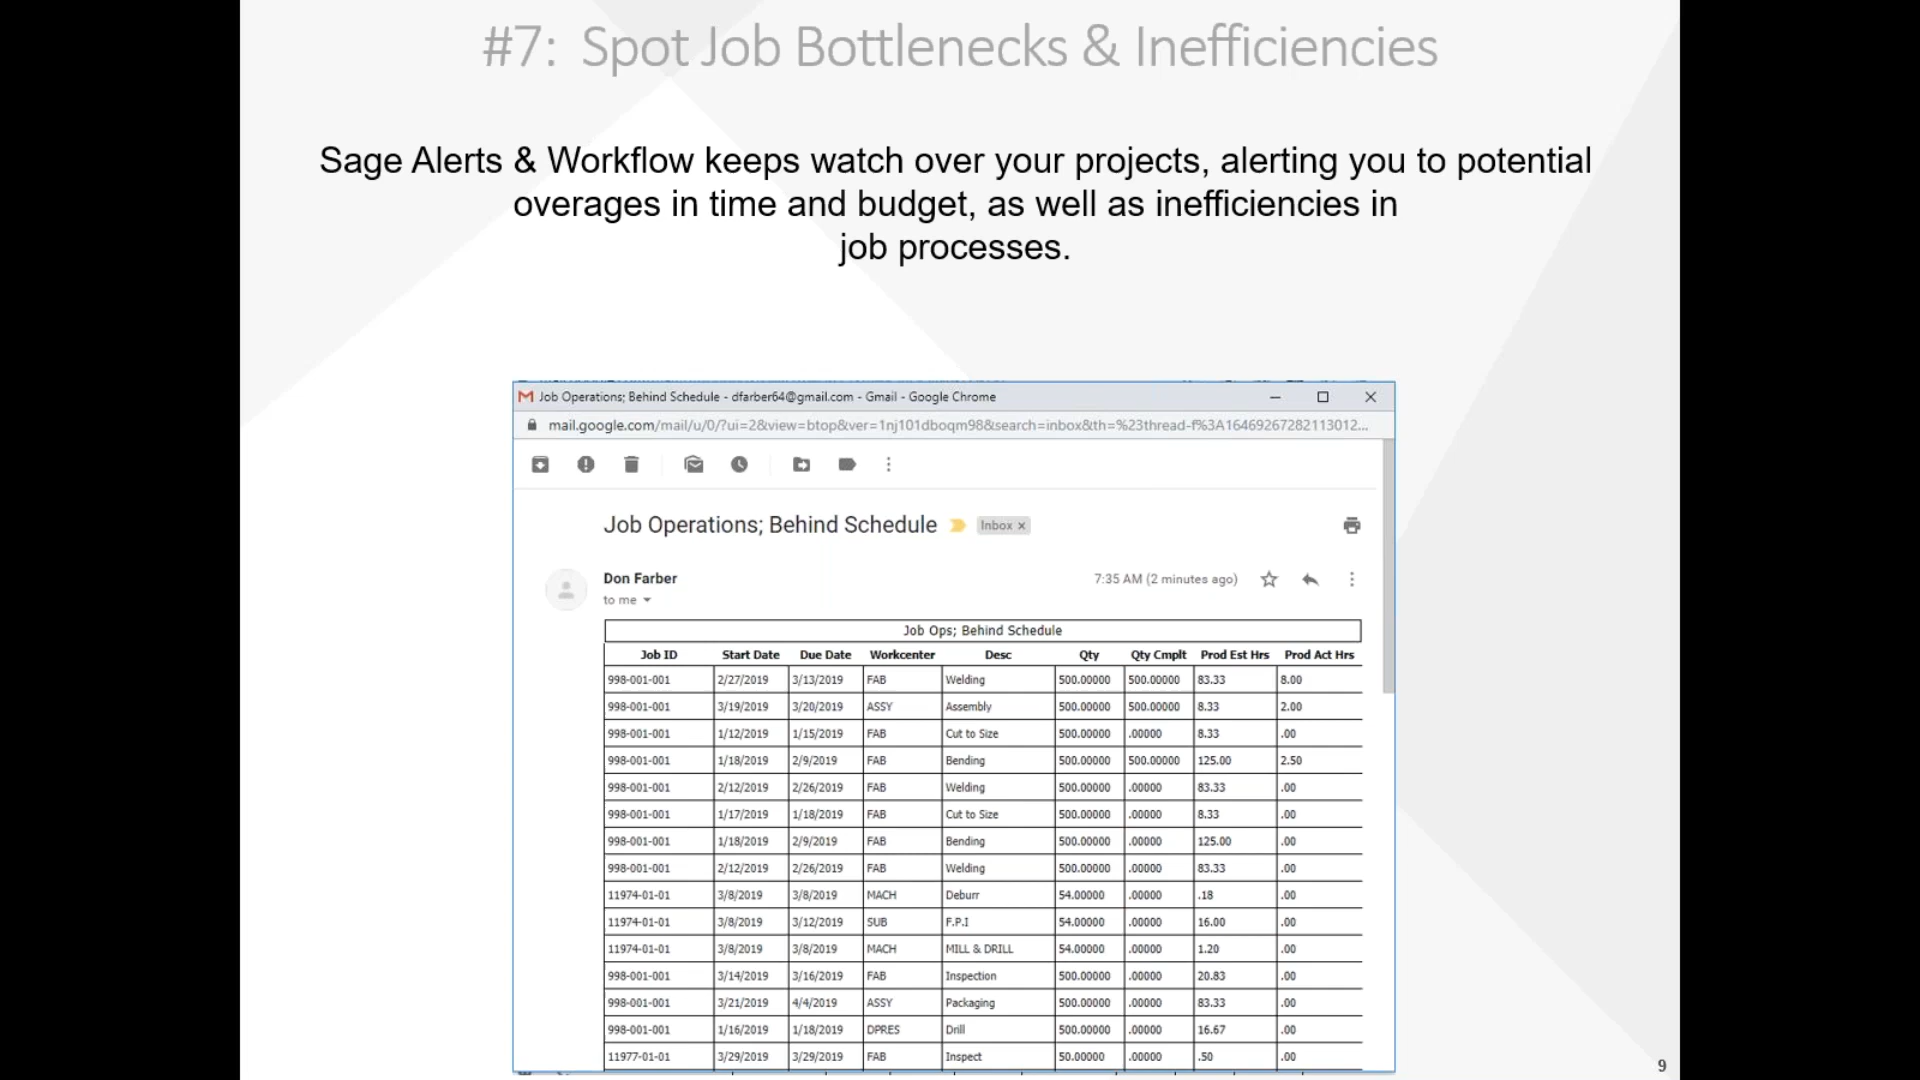 #7: Spot Job Bottlenecks & Inefficiencies
Sage Alerts & Workflow keeps watch over your projects, alerting you to potential
overages in time and budget, as well as inefficiencies in
job processes.
Job Operations; Behind Schedule - dfarber64@gmail.com - Gmail - Google Chrome
mail.google.com/mail/u/0/?ui=2&view=btop&ver=1nj101dboqm98&search=inbox&th=%23thread-f%3A16469267282113012...
Job Operations; Behind Schedule Inbox x
Don Farber 7:35 AM (2 minutes ago)
to me
Job Ops; Behind Schedule
Job ID Start Date Due Date Workcenter Desc Qty Qty Cmplt Prod Est Hrs Prod Act Hrs
998-001-001 2/27/2019 3/13/2019 FAB Welding 500.00000 500.00000 83.33 8.00
998-001-001 3/19/2019 3/20/2019 ASSY Assembly 500.00000 500.00000 8.33 2.00
998-001-001 1/12/2019 1/15/2019 FAB Cut to Size 500.00000 .00000 8.33 .00
998-001-001 1/18/2019 2/9/2019 FAB Bending 500.00000 500.00000 125.00 2.50
998-001-001 2/12/2019 2/26/2019 FAB Welding 500.00000 .00000 83.33 .00
998-001-001 1/17/2019 1/18/2019 FAB Cut to Size 500.00000 .00000 8.33 .00
998-001-001 1/18/2019 2/9/2019 FAB Bending 500.00000 .00000 125.00 .00
998-001-001 2/12/2019 2/26/2019 FAB Welding 500.00000 .00000 83.33 .00
11974-01-01 3/8/2019 3/8/2019 MACH Deburr 54.00000 .00000 .18 .00
11974-01-01 3/8/2019 3/12/2019 SUB F.P.I 54.00000 .00000 16.00 .00
11974-01-01 3/8/2019 3/8/2019 MACH MILL & DRILL 54.00000 .00000 1.20 .00
998-001-001 3/14/2019 3/16/2019 FAB Inspection 500.00000 .00000 20.83 .00
998-001-001 3/21/2019 4/4/2019 ASSY Packaging 500.00000 .00000 83.33 .00
998-001-001 1/16/2019 1/18/2019 DPRES Drill 500.00000 .00000 16.67 .00
11977-01-01 3/29/2019 3/29/2019 FAB Inspect 50.00000 .00000 .50 .00
9